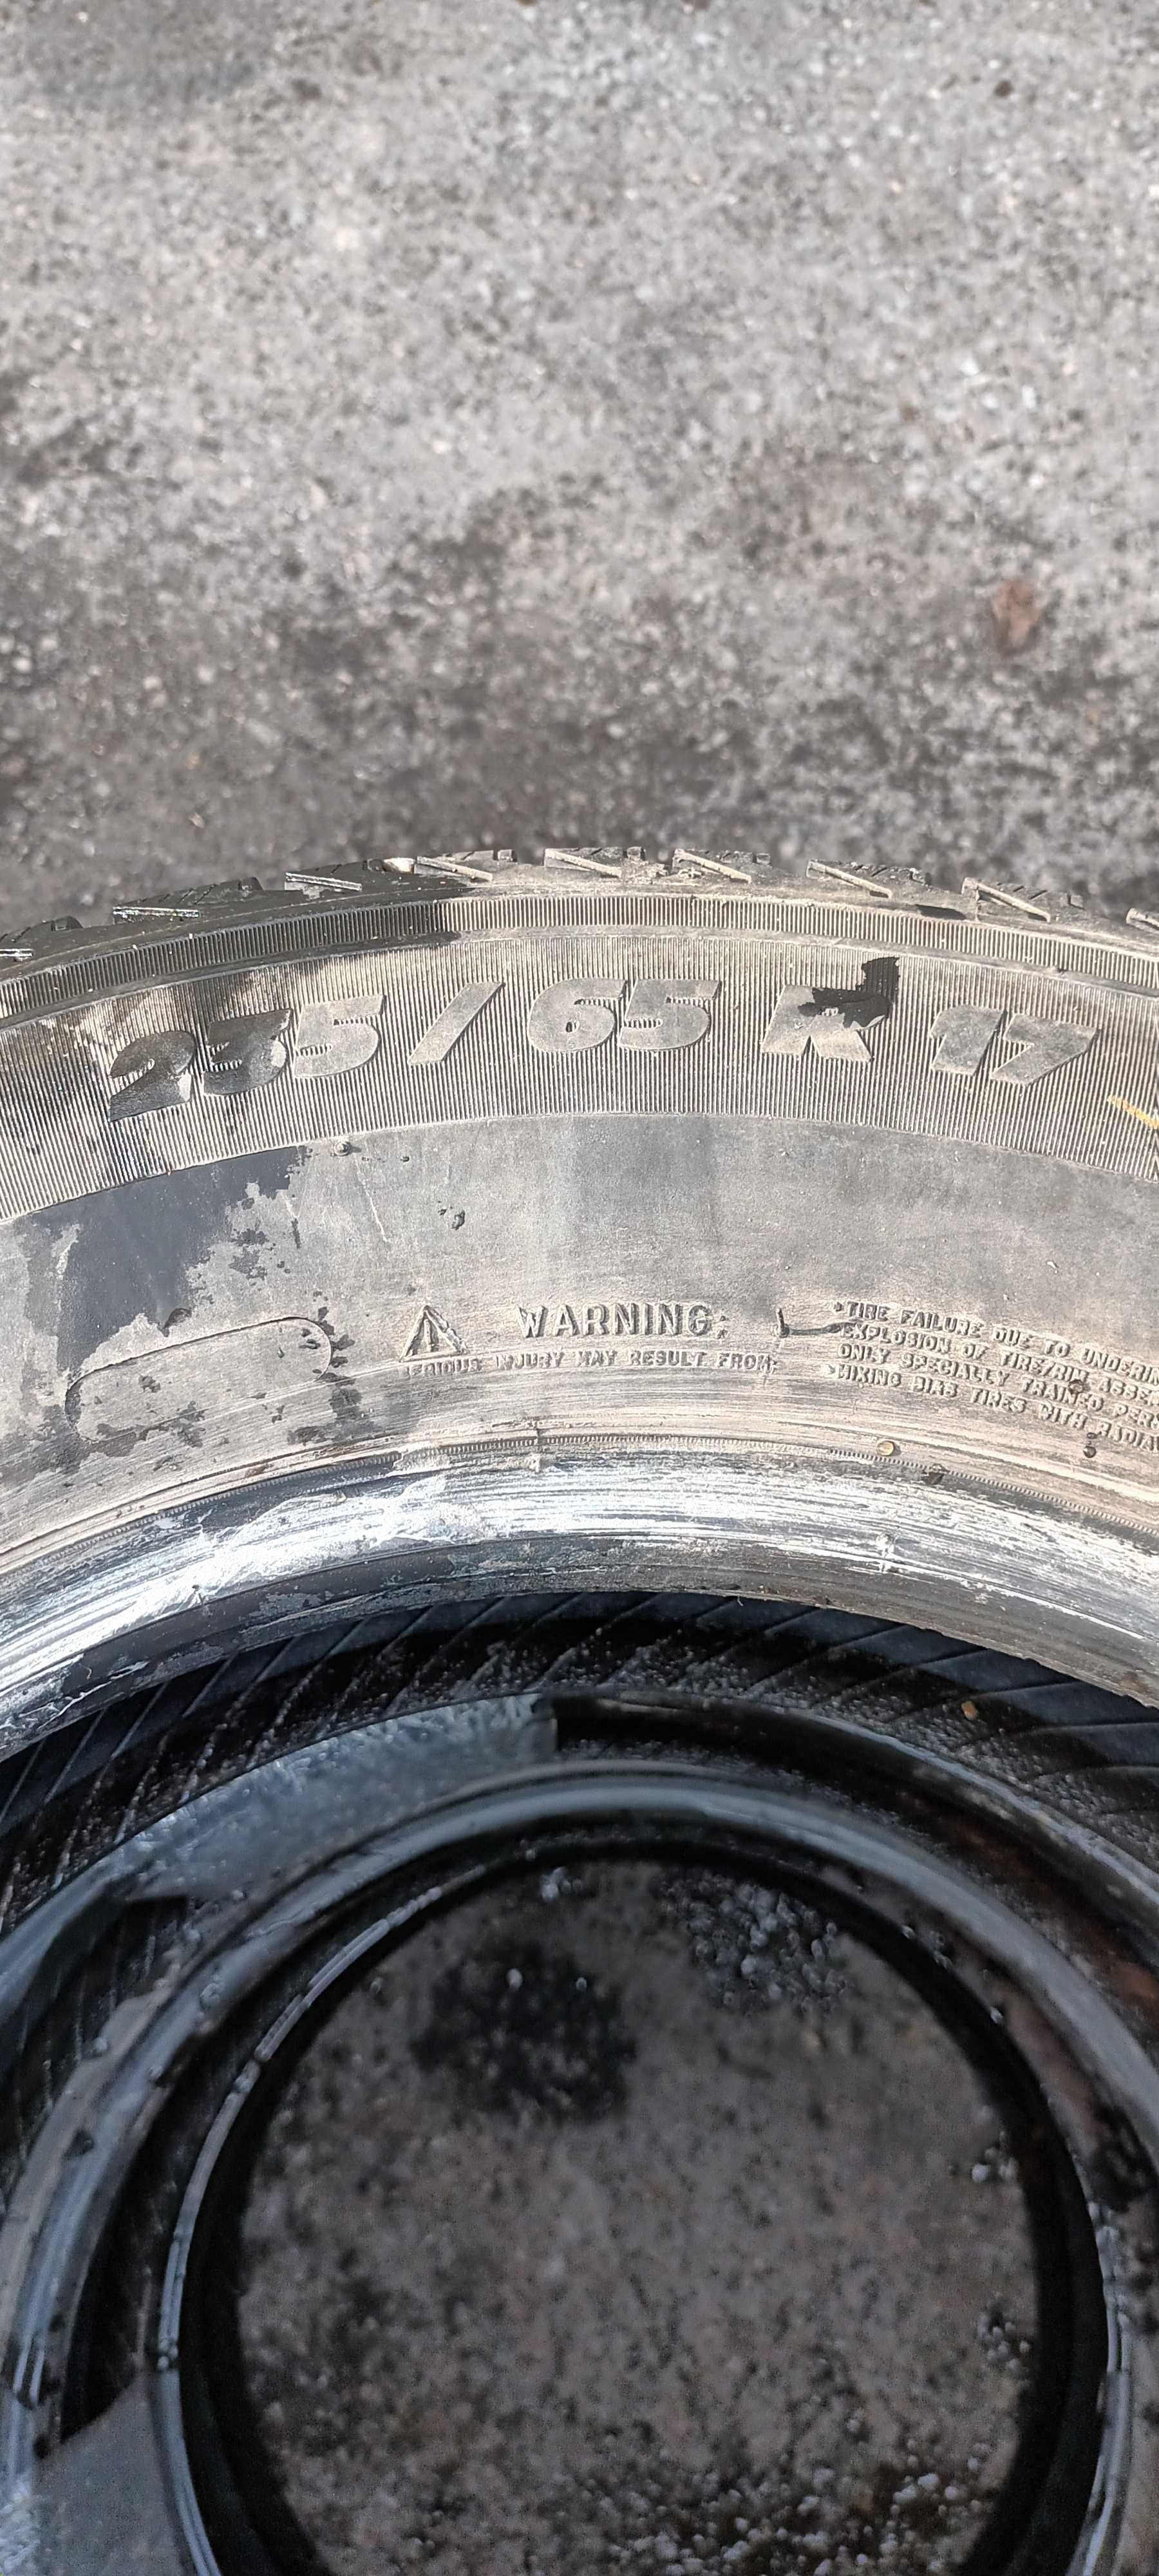 235/65 R 17
⚠ WARNING:
SERIOUS INJURY MAY RESULT FROM:
•TIRE FAILURE DUE TO
EXPLOSION OF TIRE/RIM
ONLY SPECIALLY TRAINED
•MIXING BIAS TIRES WITH